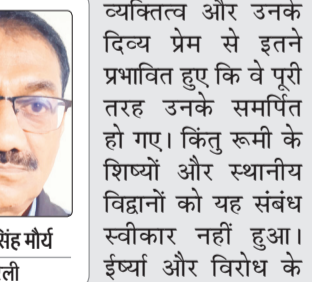 व्यक्तित्व और उनके
दिव्य प्रेम से इतने
प्रभावित हुए कि वे पूरी
तरह उनके समर्पित
हो गए। किंतु रूमी के
शिष्यों और स्थानीय
विद्वानों को यह संबंध
स्वीकार नहीं हुआ।
ईर्ष्या और विरोध के
सिंह मौर्य
ली